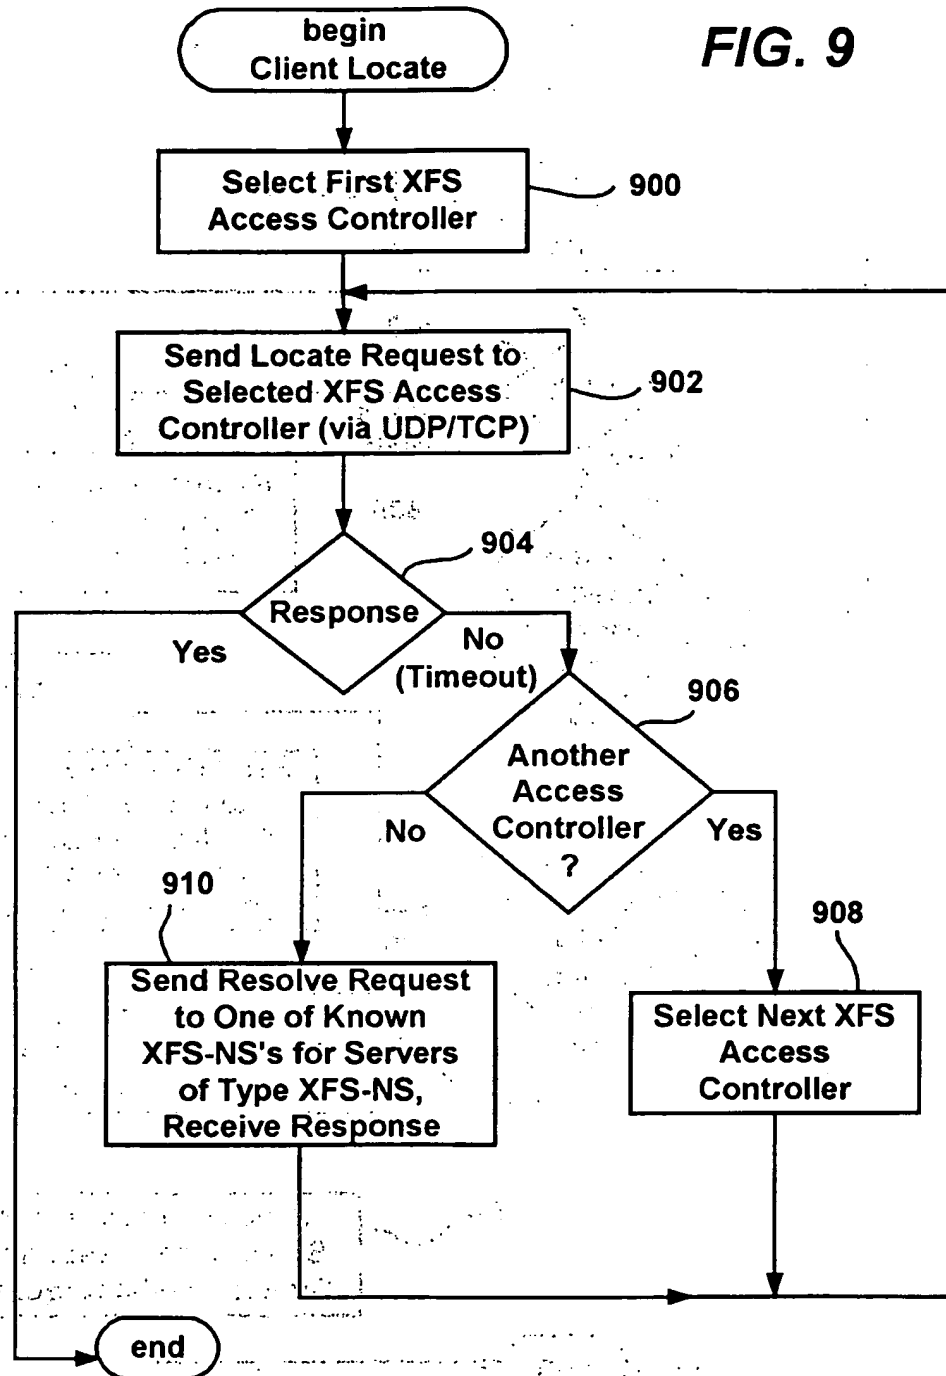 begin
Client Locate
FIG. 9
Select First XFS
Access Controller
900
Send Locate Request to
Selected XFS Access
Controller (via UDP/TCP)
902
904
Response
Yes
No
(Timeout)
906
Another
Access
Controller
?
No
Yes
910
908
Send Resolve Request
to One of Known
XFS-NS's for Servers
of Type XFS-NS,
Receive Response
Select Next XFS
Access
Controller
end